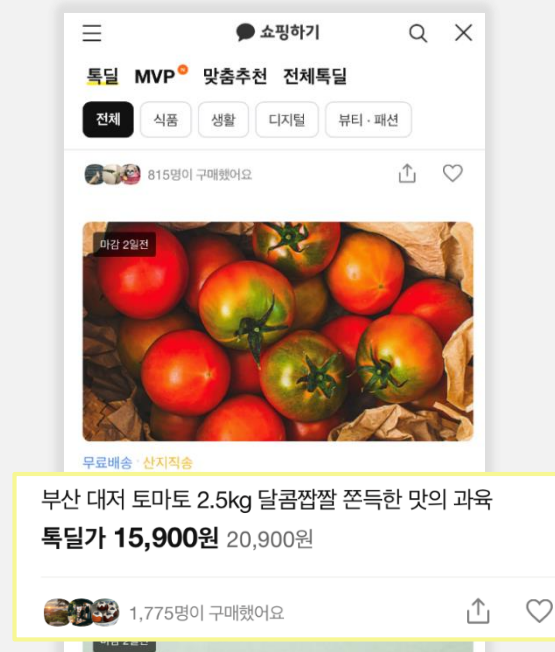 쇼핑하기
톡딜 MVP N 맞춤추천 전체톡딜
전체 식품 생활 디지털 뷰티 · 패션
815명이 구매했어요
마감 2일전
무료배송 · 산지직송
부산 대저 토마토 2.5kg 달콤짭짤 쫀득한 맛의 과육
톡딜가 15,900원 20,900원
1,775명이 구매했어요
마감 2일전